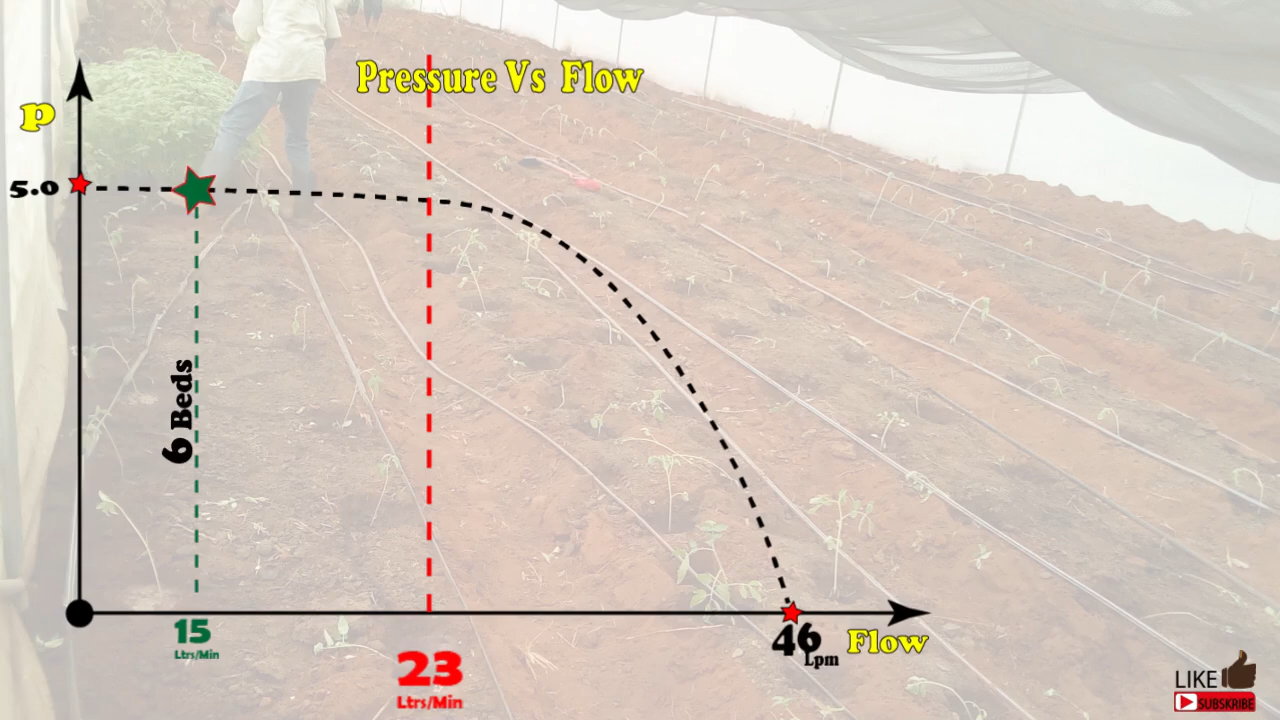 Pressure Vs Flow
p
5.0
6 Beds
15
Ltrs/Min
23
Ltrs/Min
46
Lpm
Flow
LIKE
SUBSCRIBE